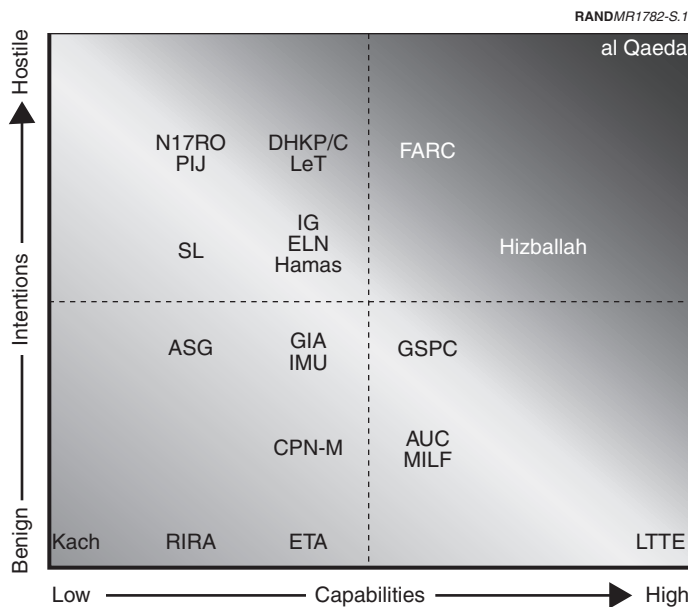 RANDMR1782-S.1
Hostile
Intentions
Benign
al Qaeda
N17RO
PIJ
DHKP/C
LeT
FARC
SL
IG
ELN
Hamas
Hizballah
ASG
GIA
IMU
GSPC
CPN-M
AUC
MILF
Kach
RIRA
ETA
LTTE
Low
Capabilities
High